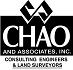 CHAO
AND ASSOCIATES, INC.
CONSULTING ENGINEERS
& LAND SURVEYORS